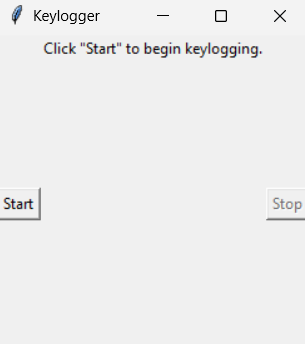 Keylogger
Click "Start" to begin keylogging.
Start
Stop